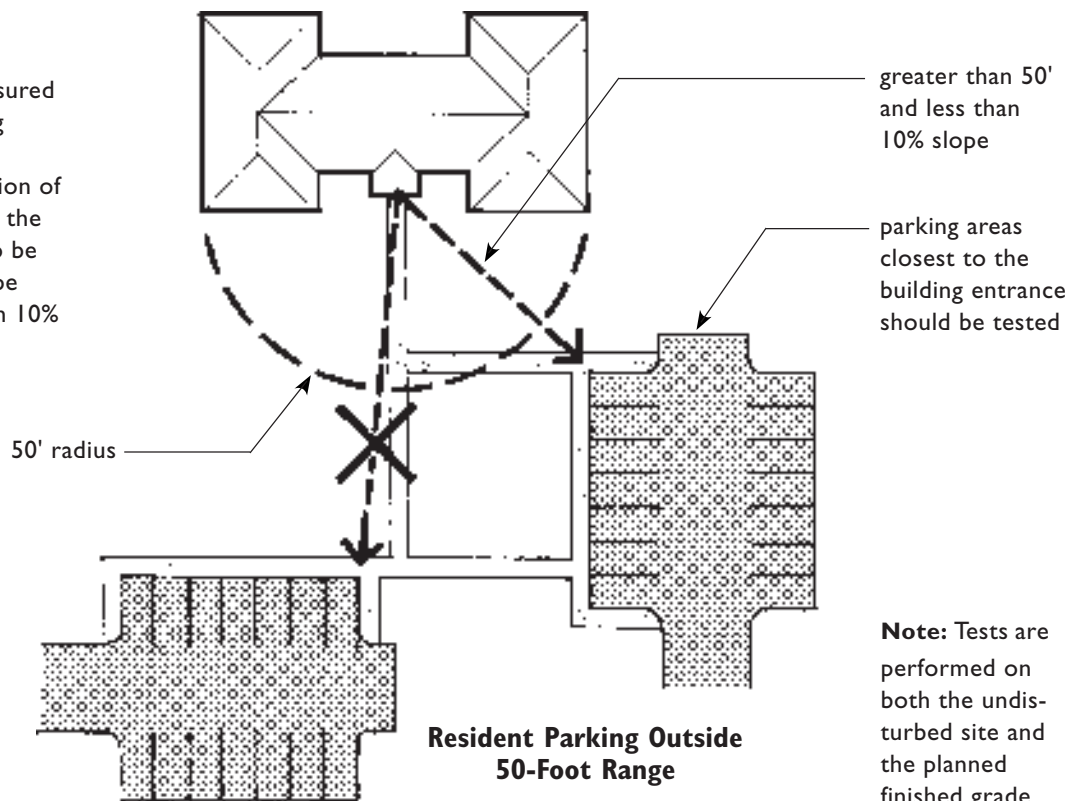 sured
g
ion of
the
o be
pe
n 10%
50' radius
greater than 50'
and less than
10% slope
parking areas
closest to the
building entrance
should be tested
Resident Parking Outside
50-Foot Range
Note: Tests are
performed on
both the undis-
turbed site and
the planned
finished grade